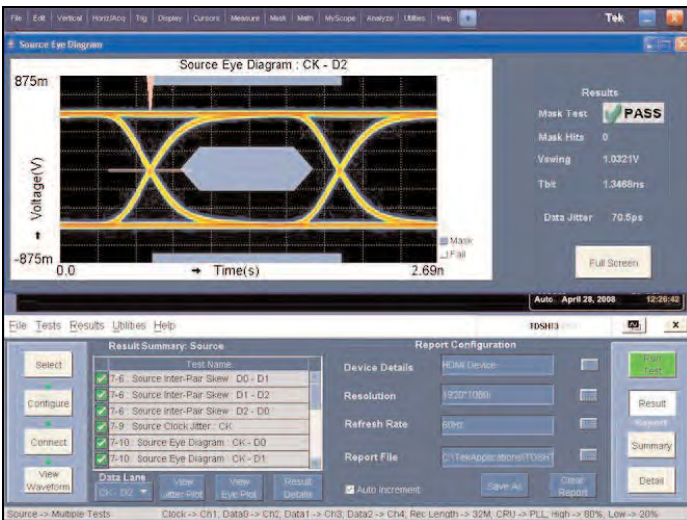 File Edit Vertical Horiz/Acq Trig Display Cursors Measure Mask Math MyScope Analyze Utilities Help Tek
Source Eye Diagram
Source Eye Diagram : CK - D2
875m
Voltage(V)
-875m
0.0
Time(s)
2.69n
Mask
Fail
Results
Mask Test PASS
Mask Hits 0
Vswing 1.0321V
Tbit 1.3468ns
Data Jitter 70.5ps
Full Screen
Auto April 28, 2008 12:26:42
File Tests Results Utilities Help TDSHT3 x
Select
Configure
Connect
View Waveform
Result Summary: Source
Test Name
7-6 : Source Inter-Pair Skew : D0 - D1
7-6 : Source Inter-Pair Skew : D1 - D2
7-6 : Source Inter-Pair Skew : D2 - D0
7-9 : Source Clock Jitter : CK
7-10 : Source Eye Diagram : CK - D0
7-10 : Source Eye Diagram : CK - D1
Data Lane
CK - D2
View Jitter Plot
View Eye Plot
Result Details
Report Configuration
Device Details HDMI Device
Resolution 1920*1080i
Refresh Rate 60Hz
Report File C:\TekApplications\TDSHT
Auto Increment
Save As
Clear Report
Run Test
Result
Report
Summary
Detail
Source -> Multiple Tests Clock -> Ch1, Data0 -> Ch2, Data1 -> Ch3, Data2 -> Ch4, Rec Length -> 32M, CRU -> PLL, High -> 80%, Low -> 20%